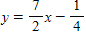 y = 7/2 x − 1/4